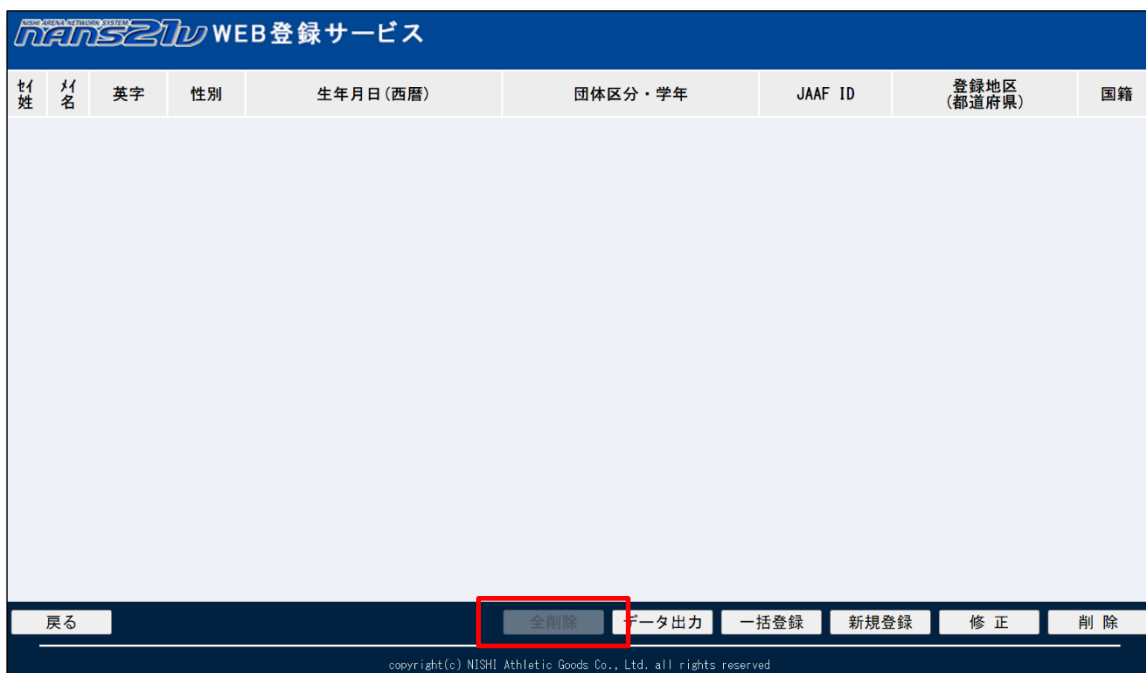 NISHI ARENA NETWORK SYSTEM
nans21v WEB登録サービス
ｾｲ ﾒｲ
姓 名 英字 性別 生年月日(西暦) 団体区分・学年 JAAF ID 登録地区 国籍
(都道府県)
戻る 全削除 データ出力 一括登録 新規登録 修 正 削 除
copyright(c) NISHI Athletic Goods Co., Ltd. all rights reserved